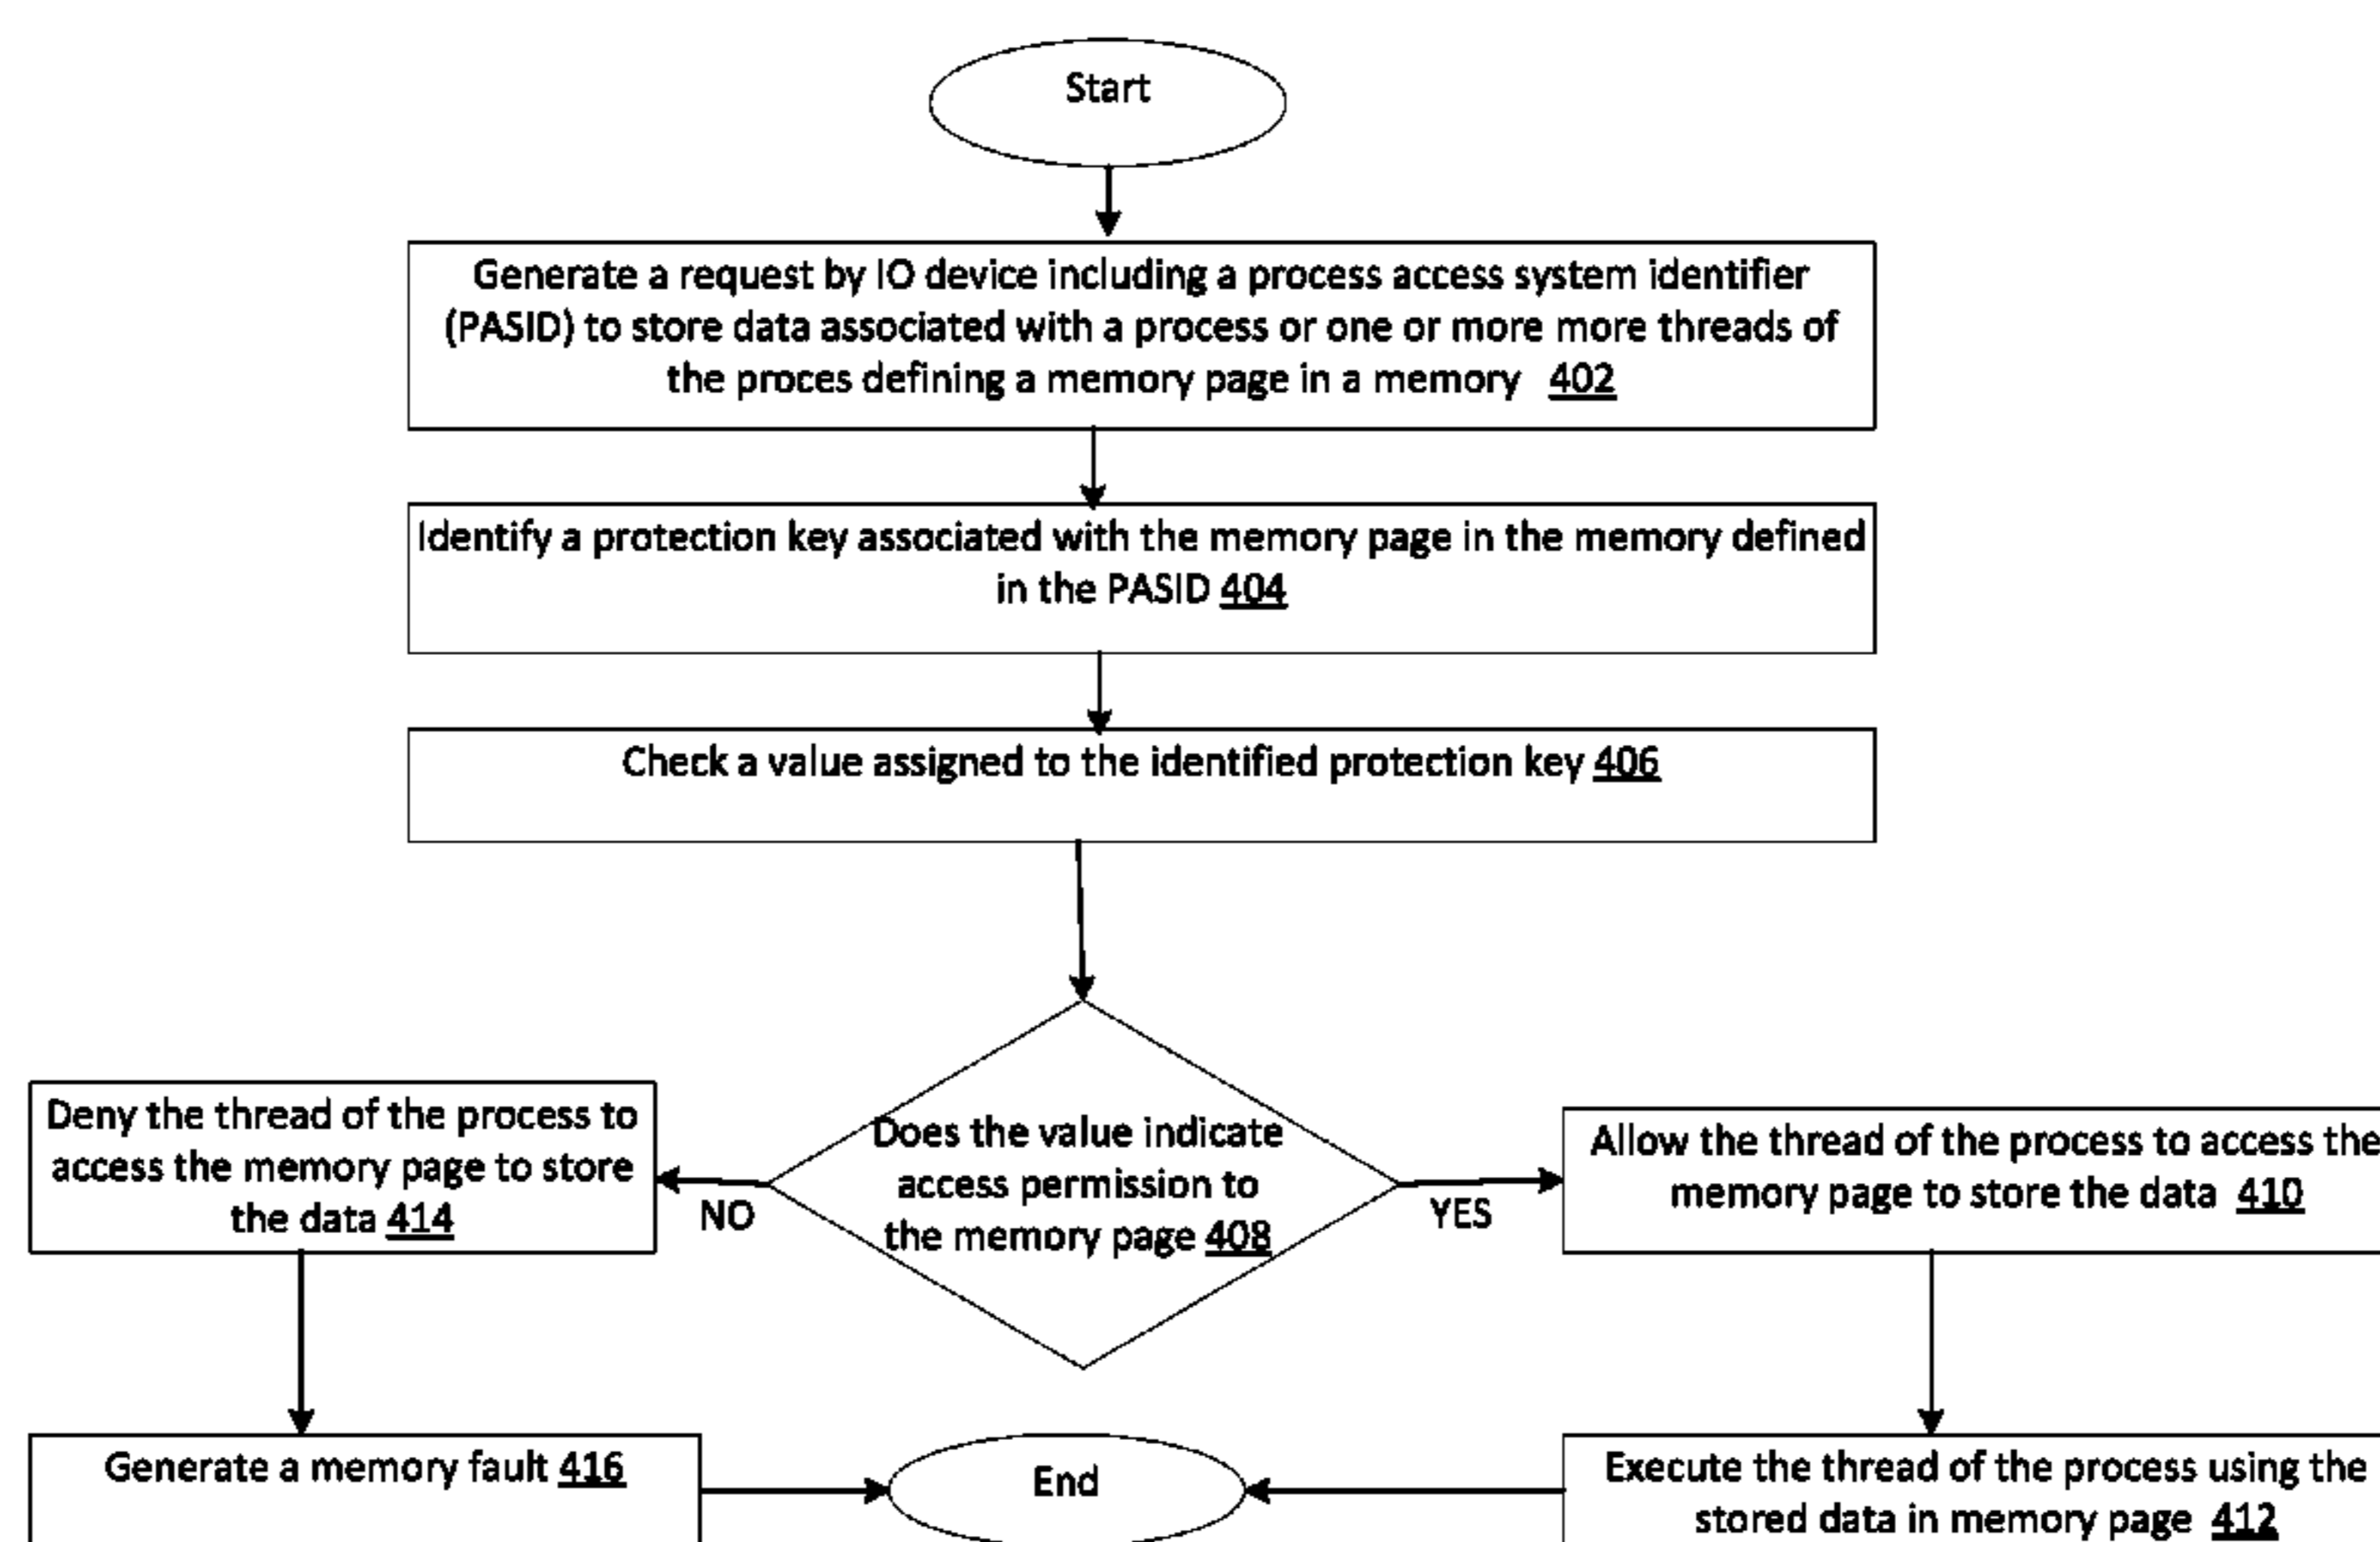 Start
Generate a request by IO device including a process access system identifier
(PASID) to store data associated with a process or one or more more threads of
the proces defining a memory page in a memory 402
Identify a protection key associated with the memory page in the memory defined
in the PASID 404
Check a value assigned to the identified protection key 406
Does the value indicate
access permission to
the memory page 408
NO
YES
Deny the thread of the process to
access the memory page to store
the data 414
Allow the thread of the process to access the
memory page to store the data 410
Generate a memory fault 416
End
Execute the thread of the process using the
stored data in memory page 412